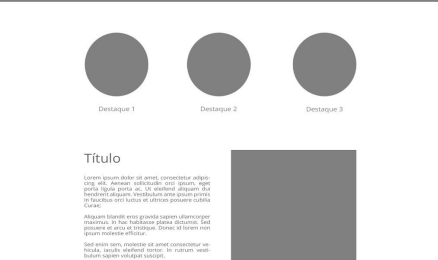 Destaque 1
Destaque 2
Destaque 3
Título
Lorem ipsum dolor sit amet, consectetur adipis-
cing elit. Aenean sollicitudin orci ipsum, eget
porta ligula porta ac. Ut eleifend aliquam dui
hendrerit aliquam. Vestibulum ante ipsum primis
in faucibus orci luctus et ultrices posuere cubilia
Curae;
Aliquam blandit eros gravida sapien ullamcorper
maximus. In hac habitasse platea dictumst. Sed
posuere et arcu et tristique. Donec id lorem non
ipsum molestie efficitur.
Sed enim sem, molestie sit amet consectetur ve-
hicula, iaculis eleifend tortor. In rutrum vesti-
bulum sapien volutpat suscipit.